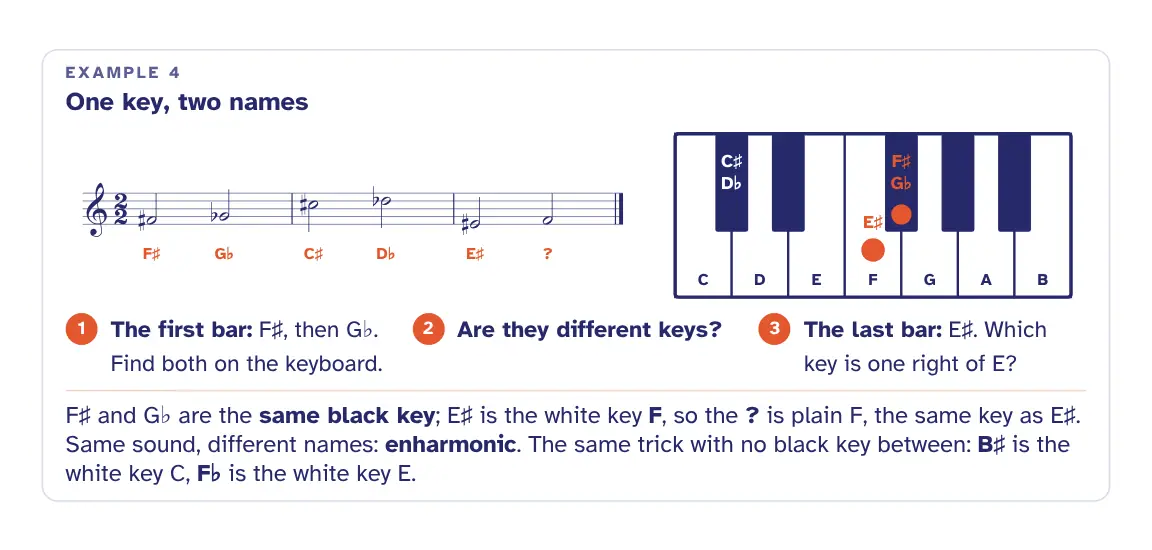 EXAMPLE 4
One key, two names
2
2
F♯ G♭ C♯ D♭ E♯ ?
C♯
D♭
F♯
G♭
E♯
C D E F G A B
1 The first bar: F♯, then G♭.
Find both on the keyboard.
2 Are they different keys?
3 The last bar: E♯. Which
key is one right of E?
F♯ and G♭ are the same black key; E♯ is the white key F, so the ? is plain F, the same key as E♯.
Same sound, different names: enharmonic. The same trick with no black key between: B♯ is the
white key C, F♭ is the white key E.